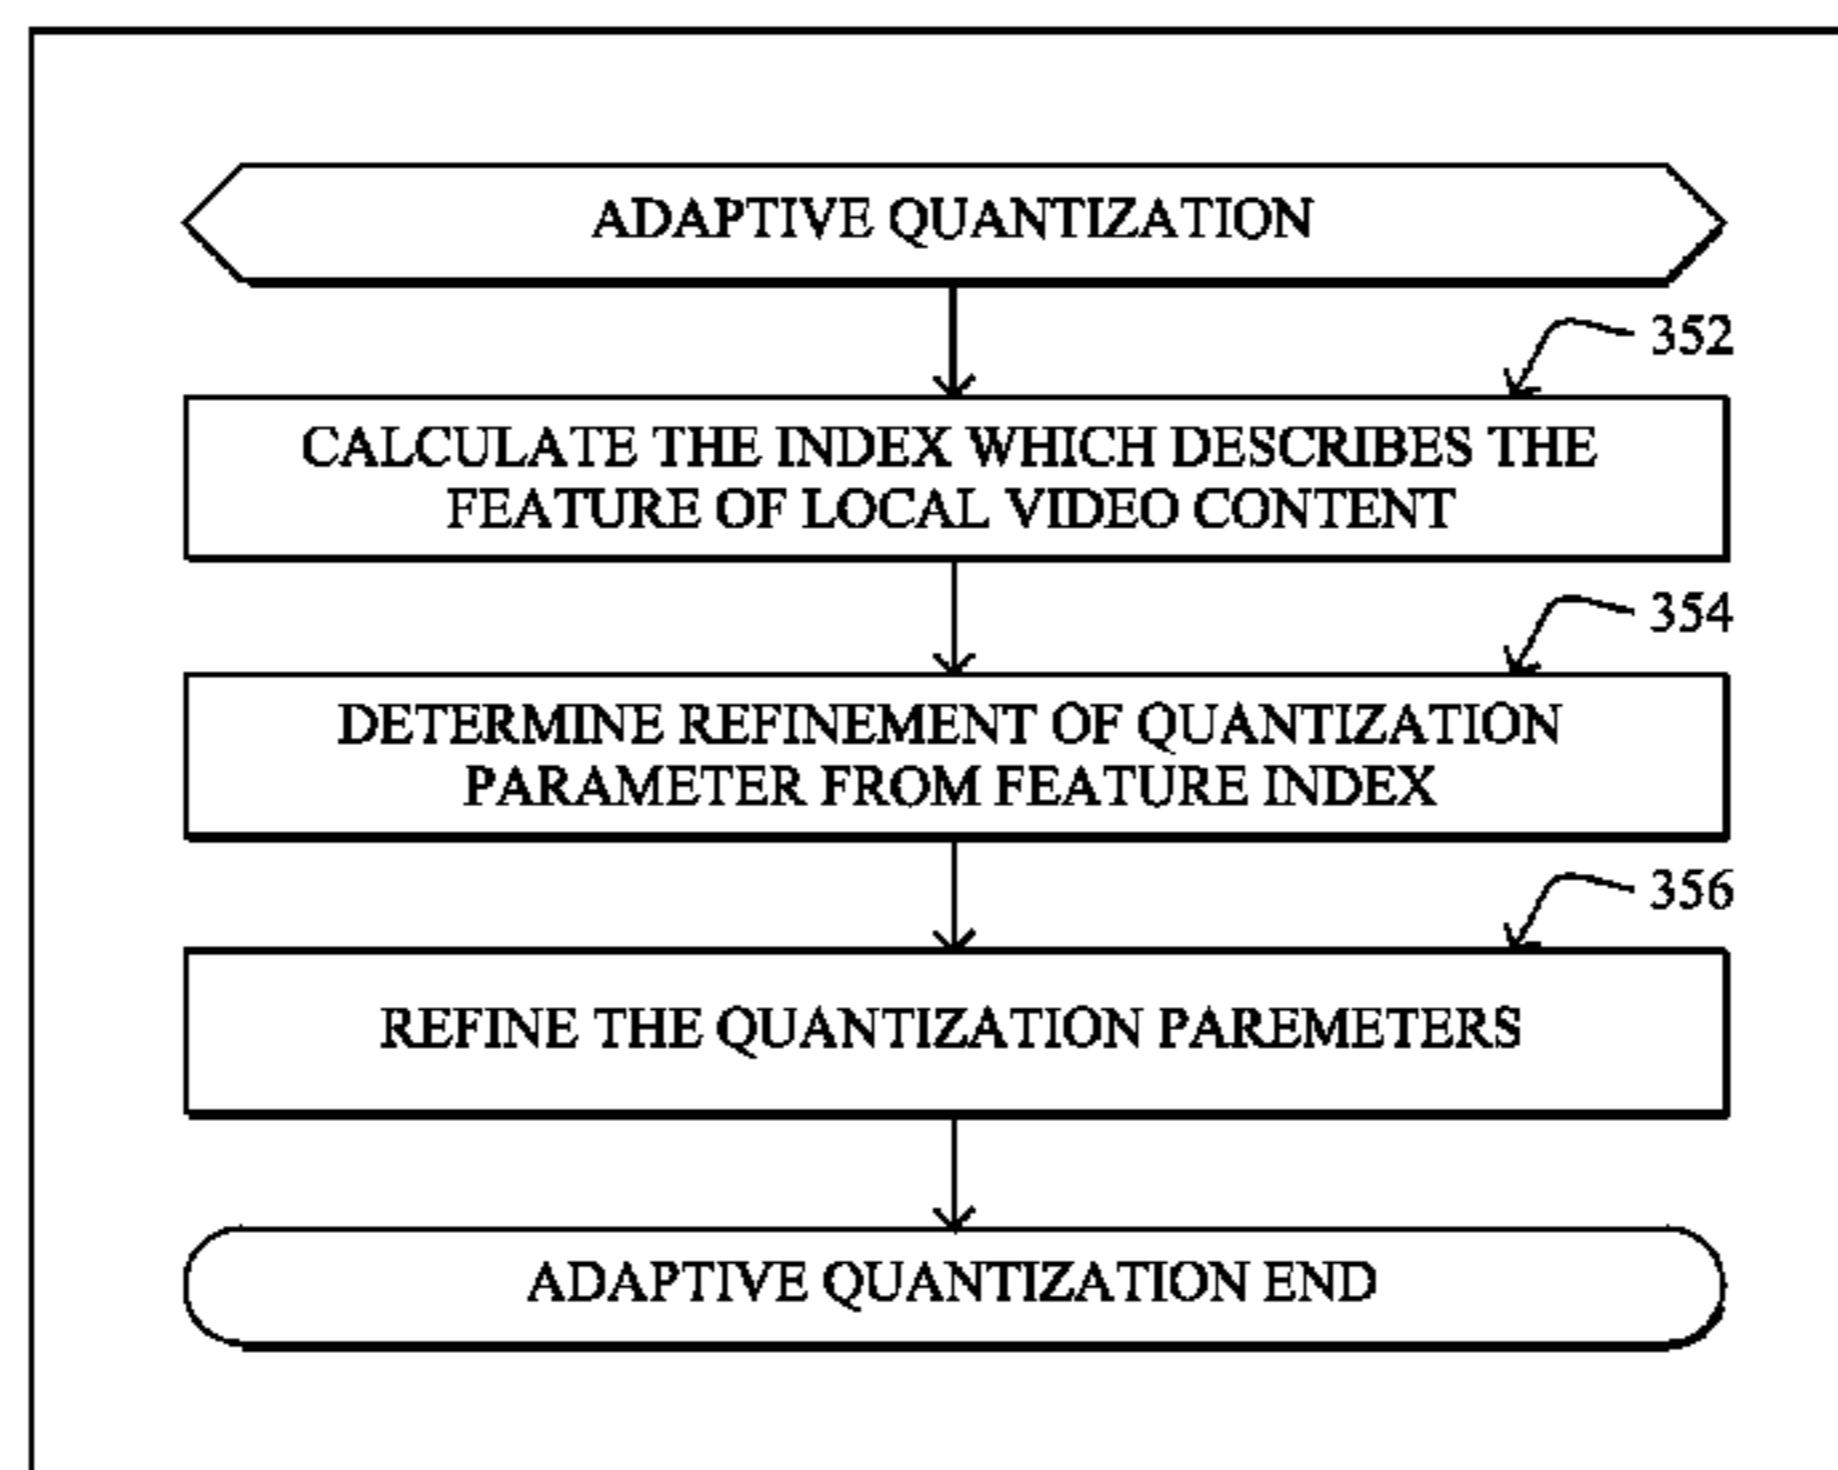 ADAPTIVE QUANTIZATION
352
CALCULATE THE INDEX WHICH DESCRIBES THE
FEATURE OF LOCAL VIDEO CONTENT
354
DETERMINE REFINEMENT OF QUANTIZATION
PARAMETER FROM FEATURE INDEX
356
REFINE THE QUANTIZATION PAREMETERS
ADAPTIVE QUANTIZATION END